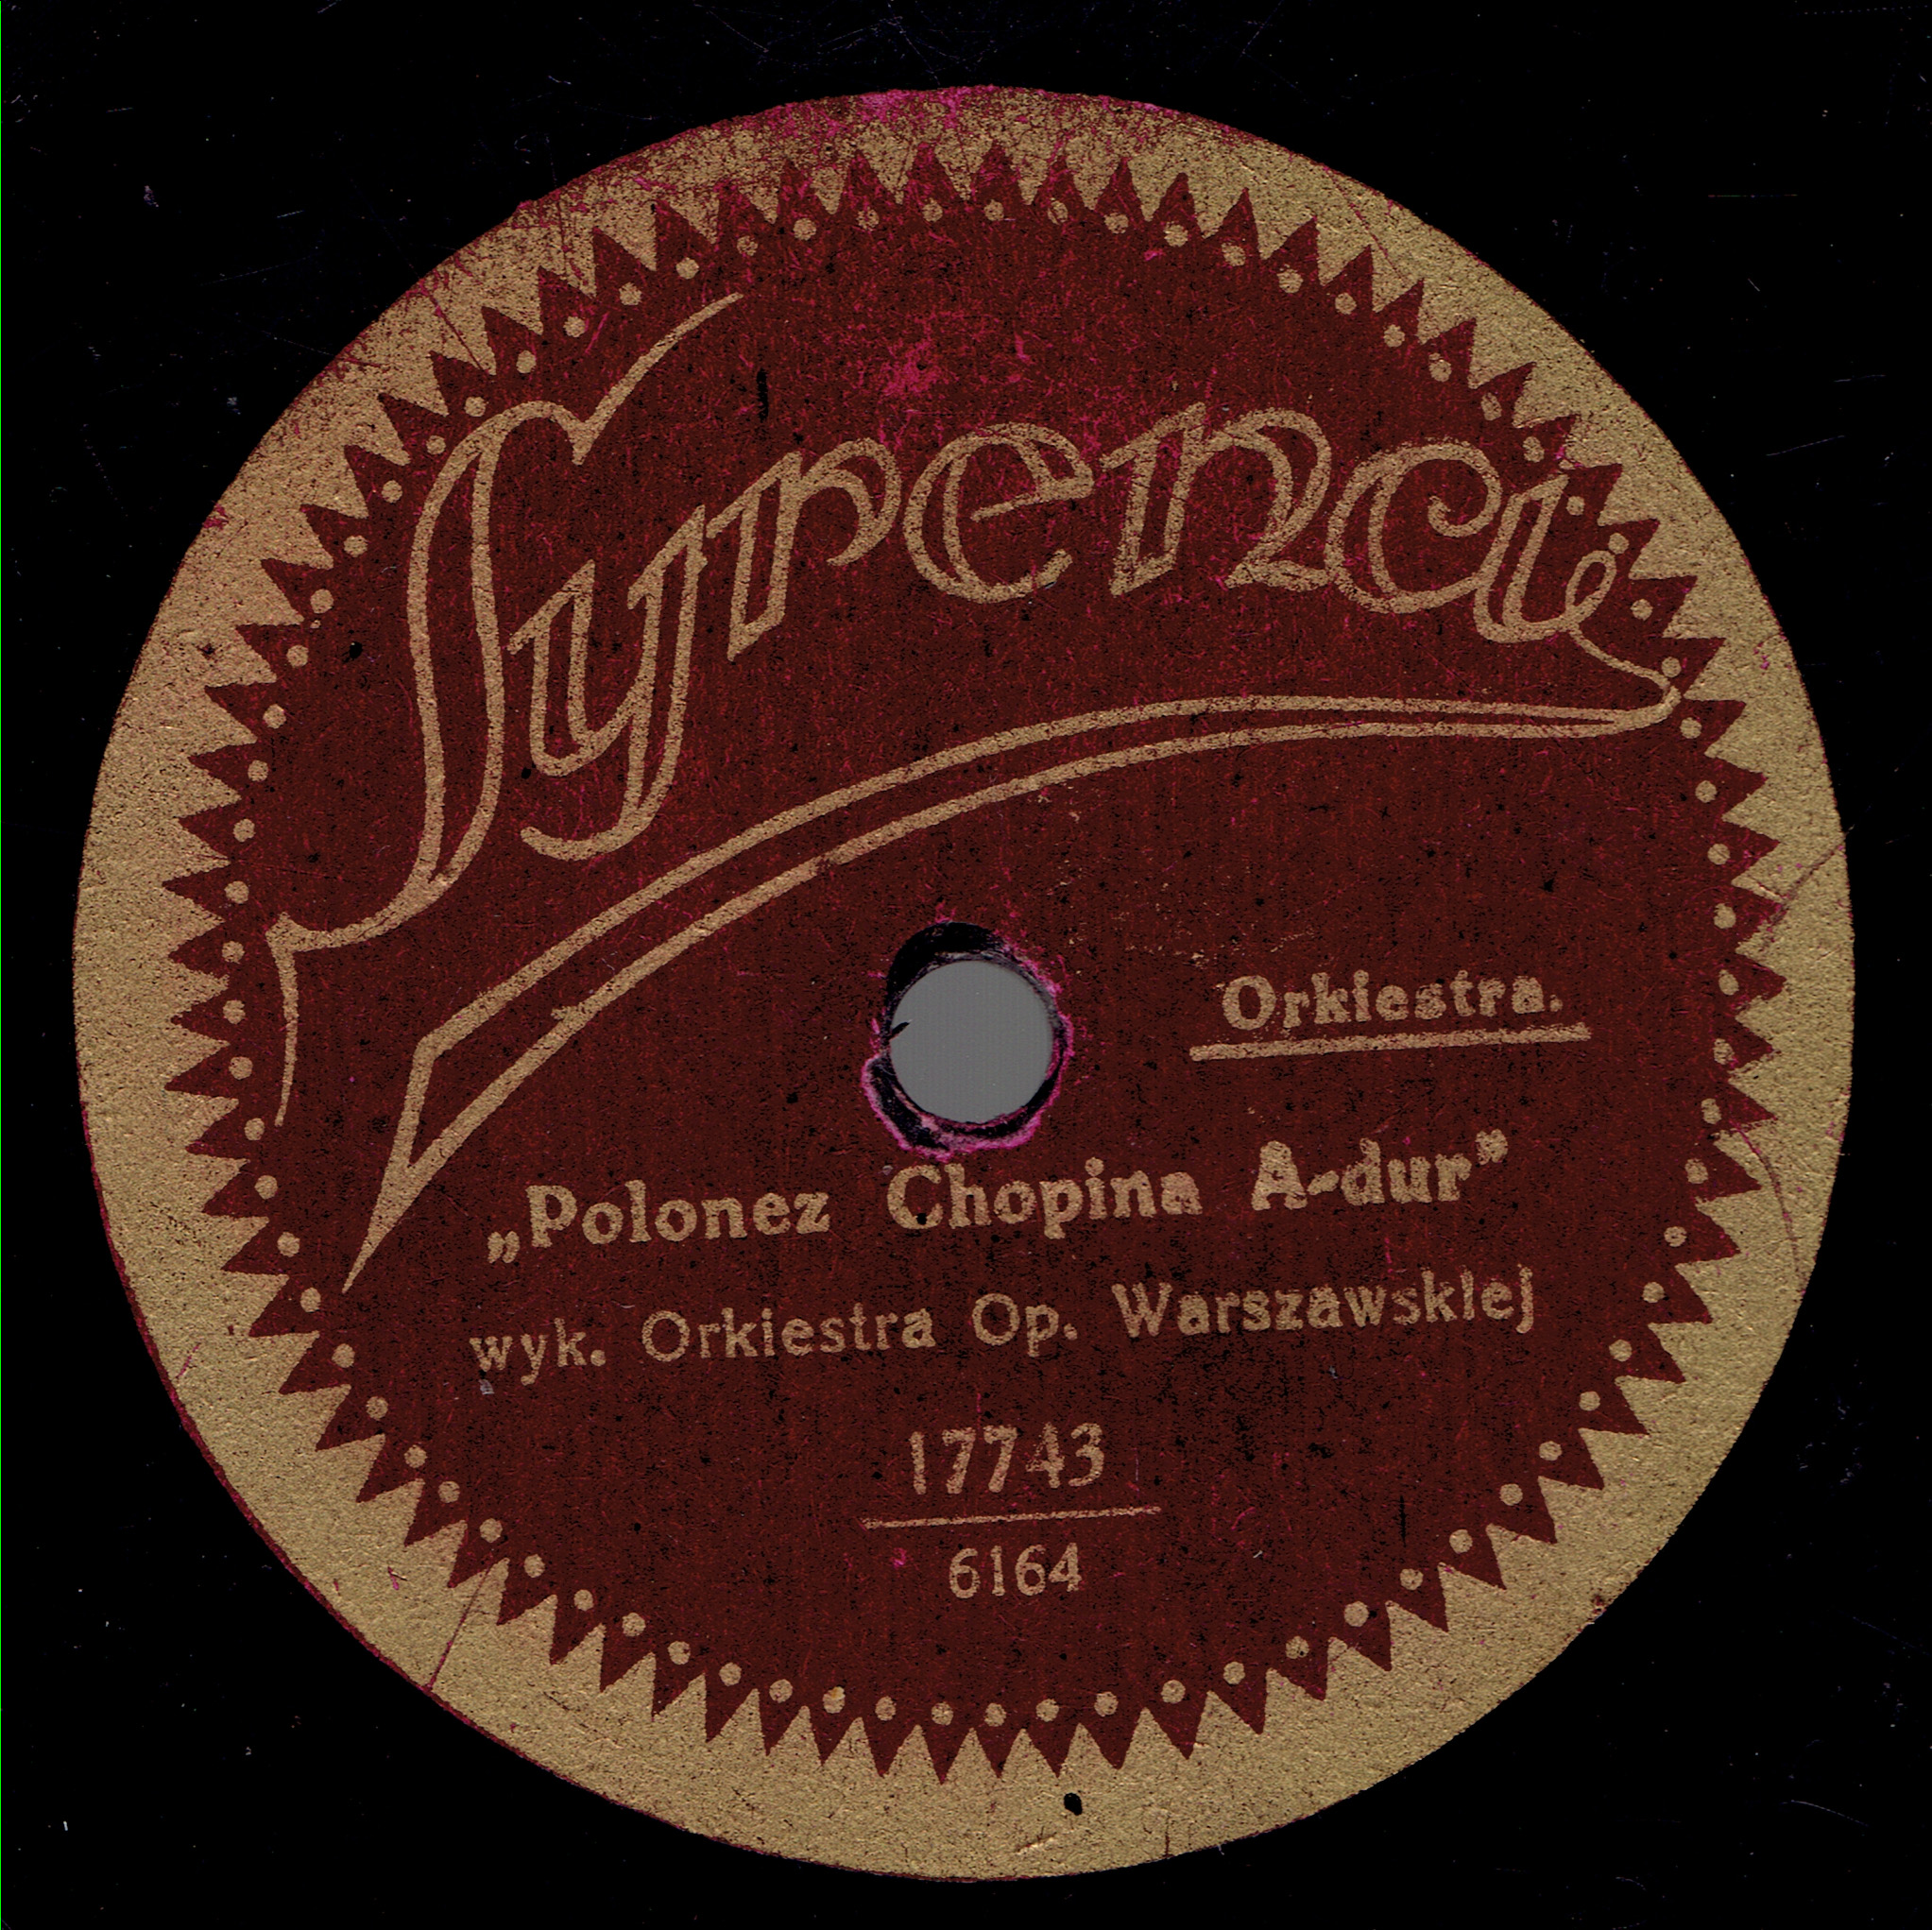 Syrena
Orkiestra.
„Polonez Chopina A-dur”
wyk. Orkiestra Op. Warszawskiej
17743
6164